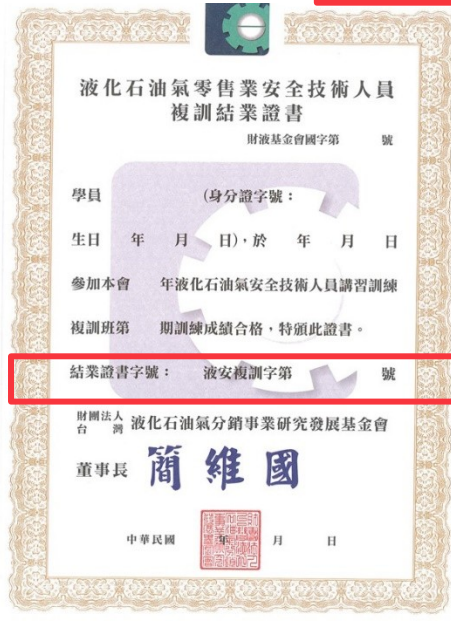 液化石油氣零售業安全技術人員
複訓結業證書
財液基金會國字第 號
學員 (身分證字號：
生日 年 月 日)，於 年 月 日
參加本會 年液化石油氣安全技術人員講習訓練
複訓班第 期訓練成績合格，特頒此證書。
結業證書字號： 液安複訓字第 號
財團法人
台灣 液化石油氣分銷事業研究發展基金會
董事長 簡維國
中華民國 年 月 日